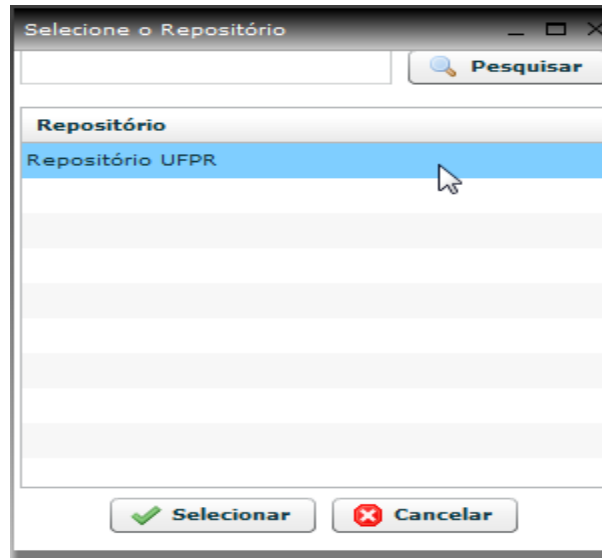 Selecione o Repositório
Pesquisar
Repositório
Repositório UFPR
Selecionar
Cancelar